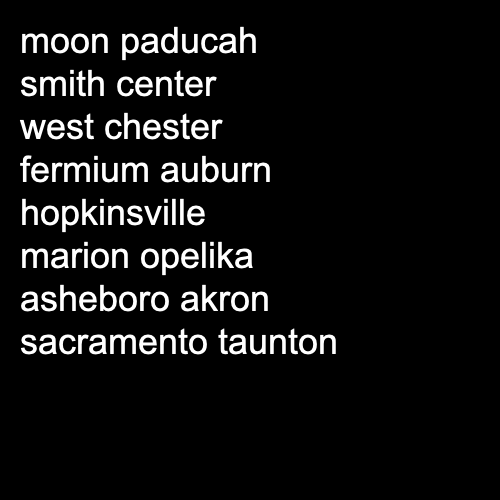 moon paducah
smith center
west chester
fermium auburn
hopkinsville
marion opelika
asheboro akron
sacramento taunton